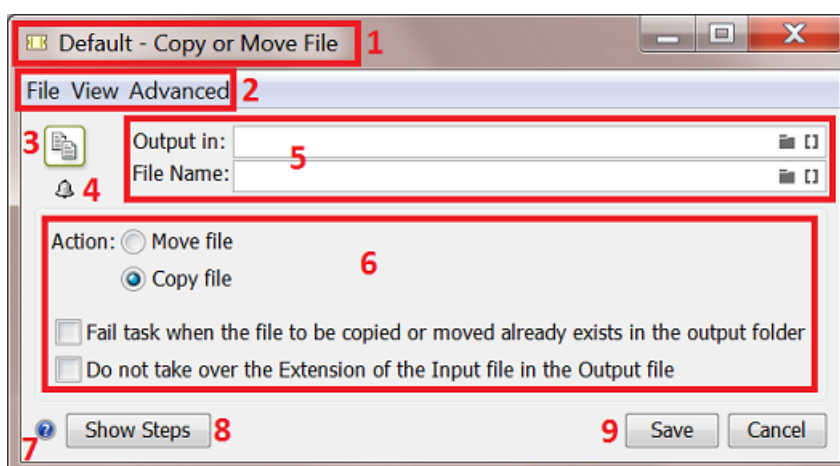 Default - Copy or Move File 1
File View Advanced 2
3 Output in: 5
File Name:
4
Action: Move file 6
Copy file
Fail task when the file to be copied or moved already exists in the output folder
Do not take over the Extension of the Input file in the Output file
7 Show Steps 8 9 Save Cancel